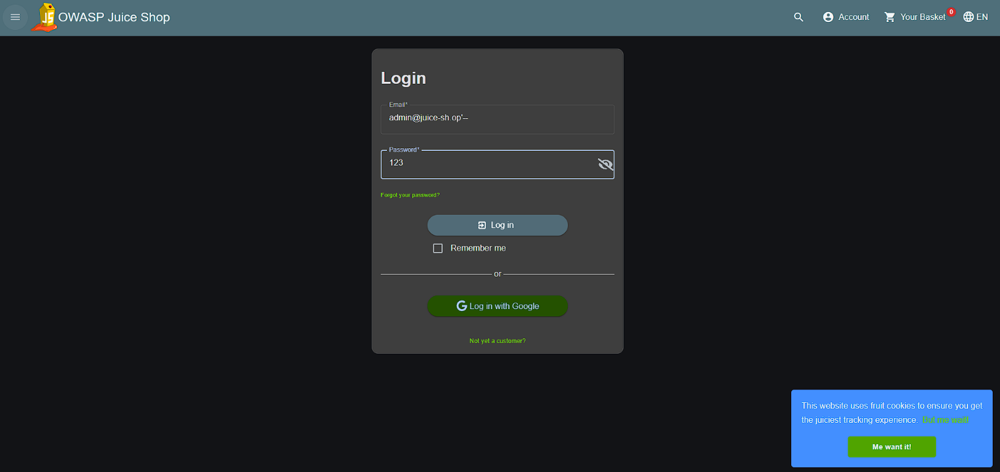 OWASP Juice Shop
Account
Your Basket
0
EN
Login
Email*
admin@juice-sh.op'--
Password*
123
Forgot your password?
Log in
Remember me
or
G Log in with Google
Not yet a customer?
This website uses fruit cookies to ensure you get
the juiciest tracking experience. But me wait!
Me want it!